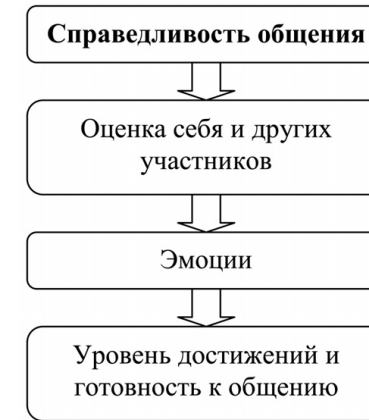 Справедливость общения
Оценка себя и других
участников
Эмоции
Уровень достижений и
готовность к общению